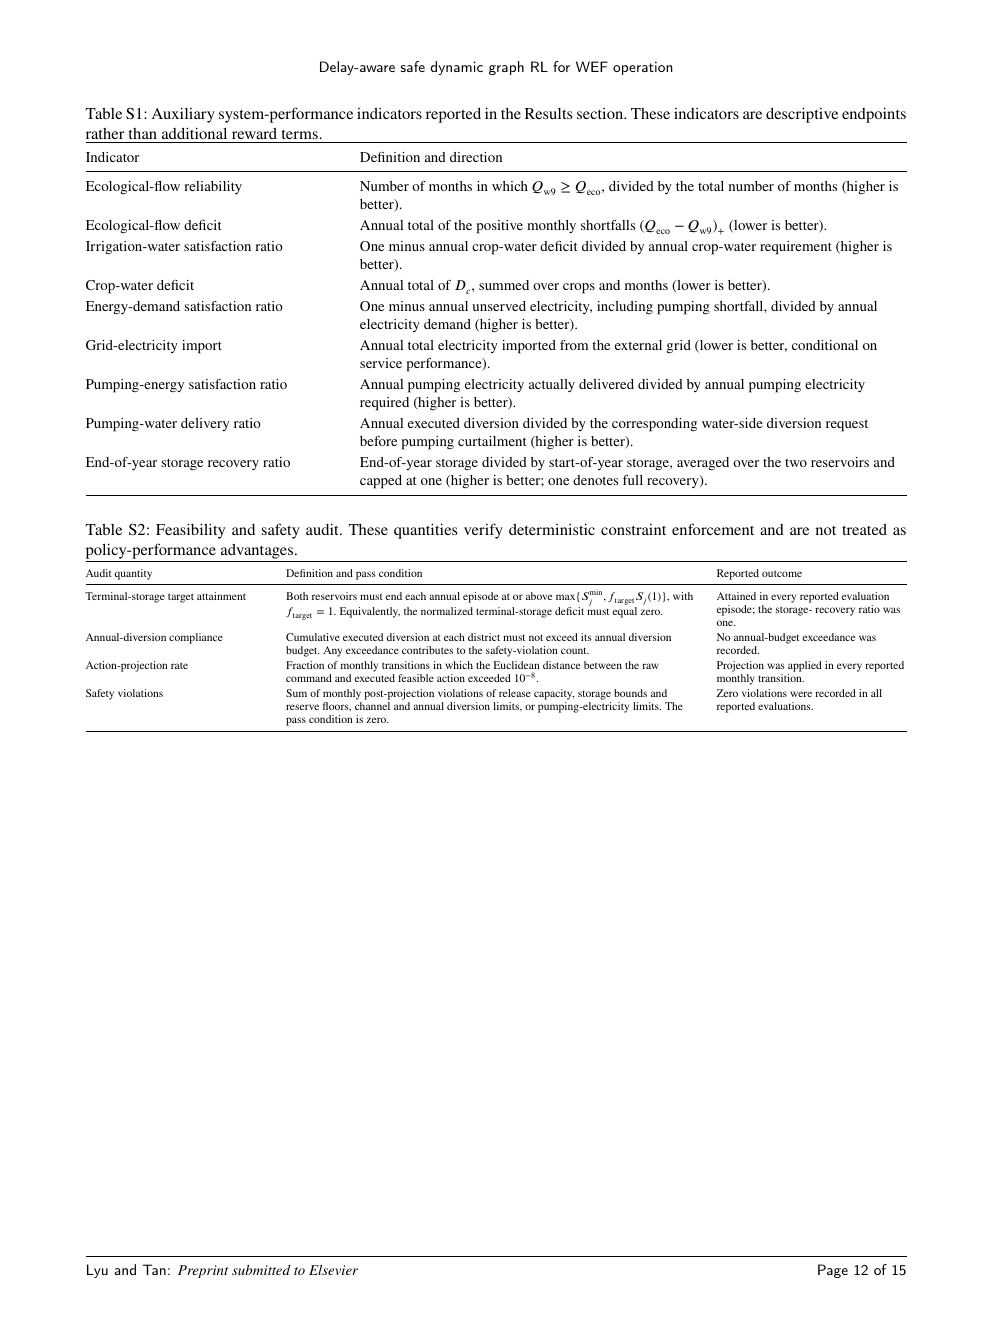 Delay-aware safe dynamic graph RL for WEF operation
Table S1: Auxiliary system-performance indicators reported in the Results section. These indicators are descriptive endpoints
rather than additional reward terms.
Indicator Definition and direction
Ecological-flow reliability Number of months in which Q_w9 ≥ Q_eco, divided by the total number of months (higher is
better).
Ecological-flow deficit Annual total of the positive monthly shortfalls (Q_eco − Q_w9)_+ (lower is better).
Irrigation-water satisfaction ratio One minus annual crop-water deficit divided by annual crop-water requirement (higher is
better).
Crop-water deficit Annual total of D_c, summed over crops and months (lower is better).
Energy-demand satisfaction ratio One minus annual unserved electricity, including pumping shortfall, divided by annual
electricity demand (higher is better).
Grid-electricity import Annual total electricity imported from the external grid (lower is better, conditional on
service performance).
Pumping-energy satisfaction ratio Annual pumping electricity actually delivered divided by annual pumping electricity
required (higher is better).
Pumping-water delivery ratio Annual executed diversion divided by the corresponding water-side diversion request
before pumping curtailment (higher is better).
End-of-year storage recovery ratio End-of-year storage divided by start-of-year storage, averaged over the two reservoirs and
capped at one (higher is better; one denotes full recovery).
Table S2: Feasibility and safety audit. These quantities verify deterministic constraint enforcement and are not treated as
policy-performance advantages.
Audit quantity Definition and pass condition Reported outcome
Terminal-storage target attainment Both reservoirs must end each annual episode at or above max{S_j^min, f_target S_j(1)}, with Attained in every reported evaluation
f_target = 1. Equivalently, the normalized terminal-storage deficit must equal zero. episode; the storage- recovery ratio was
one.
Annual-diversion compliance Cumulative executed diversion at each district must not exceed its annual diversion No annual-budget exceedance was
budget. Any exceedance contributes to the safety-violation count. recorded.
Action-projection rate Fraction of monthly transitions in which the Euclidean distance between the raw Projection was applied in every reported
command and executed feasible action exceeded 10^−8. monthly transition.
Safety violations Sum of monthly post-projection violations of release capacity, storage bounds and Zero violations were recorded in all
reserve floors, channel and annual diversion limits, or pumping-electricity limits. The reported evaluations.
pass condition is zero.
Lyu and Tan: Preprint submitted to Elsevier Page 12 of 15